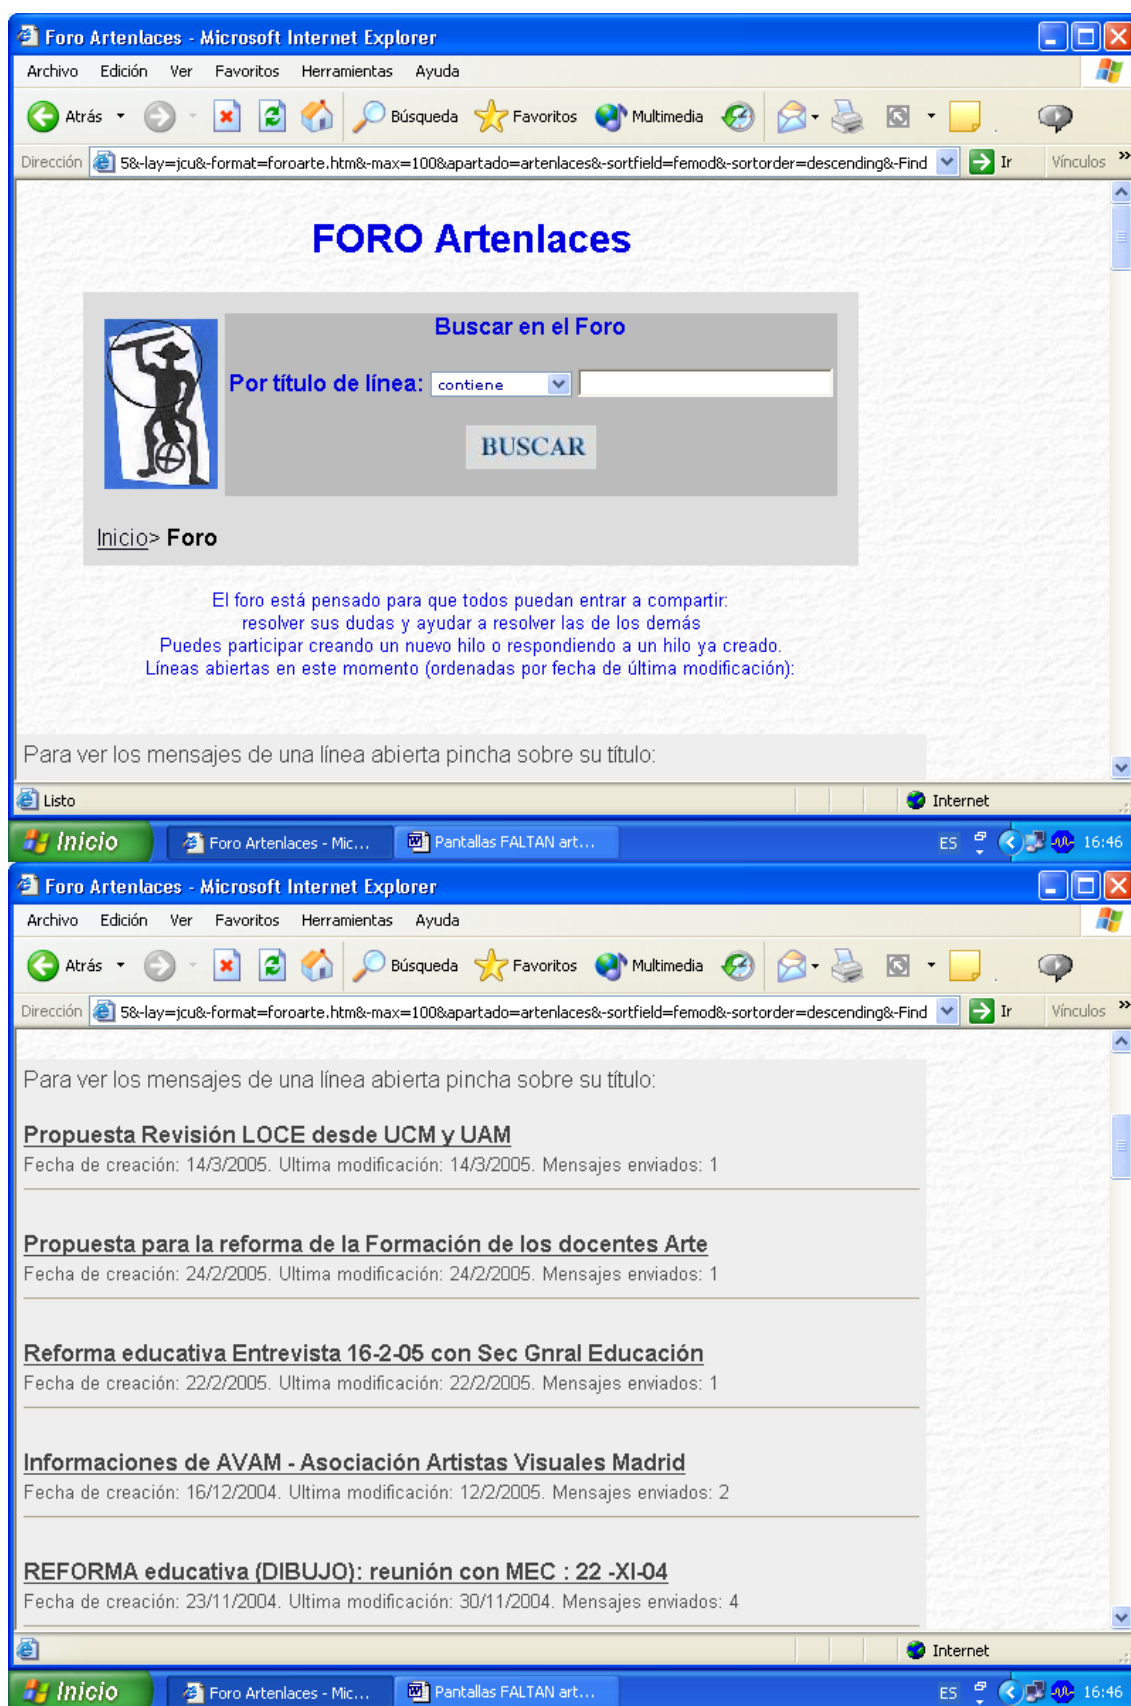 Foro Artenlaces - Microsoft Internet Explorer
Archivo Edición Ver Favoritos Herramientas Ayuda
Atrás Búsqueda Favoritos Multimedia
Dirección 5&-lay=jcu&-format=foroarte.htm&-max=100&apartado=artenlaces&-sortfield=femod&-sortorder=descending&-Find Ir Vínculos »
FORO Artenlaces
Buscar en el Foro
Por título de línea: contiene
BUSCAR
Inicio> Foro
El foro está pensado para que todos puedan entrar a compartir:
resolver sus dudas y ayudar a resolver las de los demás
Puedes participar creando un nuevo hilo o respondiendo a un hilo ya creado.
Líneas abiertas en este momento (ordenadas por fecha de última modificación):
Para ver los mensajes de una línea abierta pincha sobre su título:
Listo Internet
Inicio Foro Artenlaces - Mic... Pantallas FALTAN art... ES 16:46
Foro Artenlaces - Microsoft Internet Explorer
Archivo Edición Ver Favoritos Herramientas Ayuda
Atrás Búsqueda Favoritos Multimedia
Dirección 5&-lay=jcu&-format=foroarte.htm&-max=100&apartado=artenlaces&-sortfield=femod&-sortorder=descending&-Find Ir Vínculos »
Para ver los mensajes de una línea abierta pincha sobre su título:
Propuesta Revisión LOCE desde UCM y UAM
Fecha de creación: 14/3/2005. Ultima modificación: 14/3/2005. Mensajes enviados: 1
Propuesta para la reforma de la Formación de los docentes Arte
Fecha de creación: 24/2/2005. Ultima modificación: 24/2/2005. Mensajes enviados: 1
Reforma educativa Entrevista 16-2-05 con Sec Gnral Educación
Fecha de creación: 22/2/2005. Ultima modificación: 22/2/2005. Mensajes enviados: 1
Informaciones de AVAM - Asociación Artistas Visuales Madrid
Fecha de creación: 16/12/2004. Ultima modificación: 12/2/2005. Mensajes enviados: 2
REFORMA educativa (DIBUJO): reunión con MEC : 22 -XI-04
Fecha de creación: 23/11/2004. Ultima modificación: 30/11/2004. Mensajes enviados: 4
Internet
Inicio Foro Artenlaces - Mic... Pantallas FALTAN art... ES 16:46